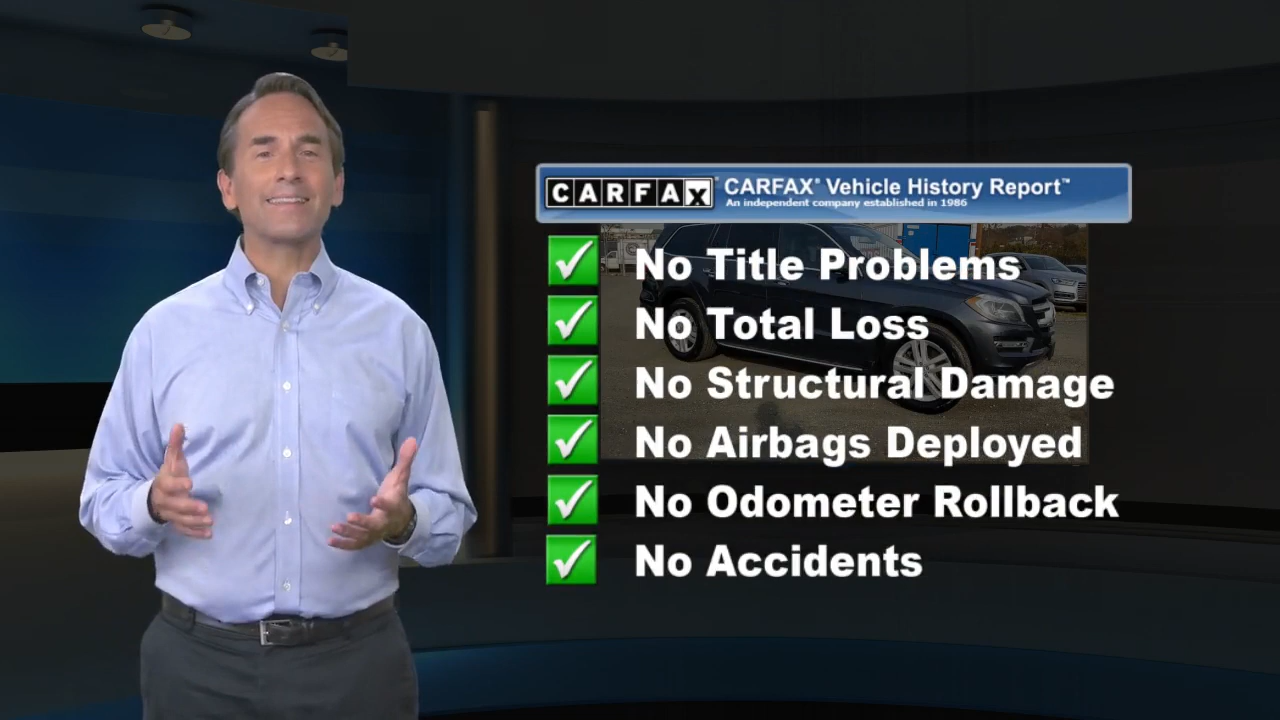 CARFAX® CARFAX® Vehicle History Report™
An independent company established in 1986
No Title Problems
No Total Loss
No Structural Damage
No Airbags Deployed
No Odometer Rollback
No Accidents